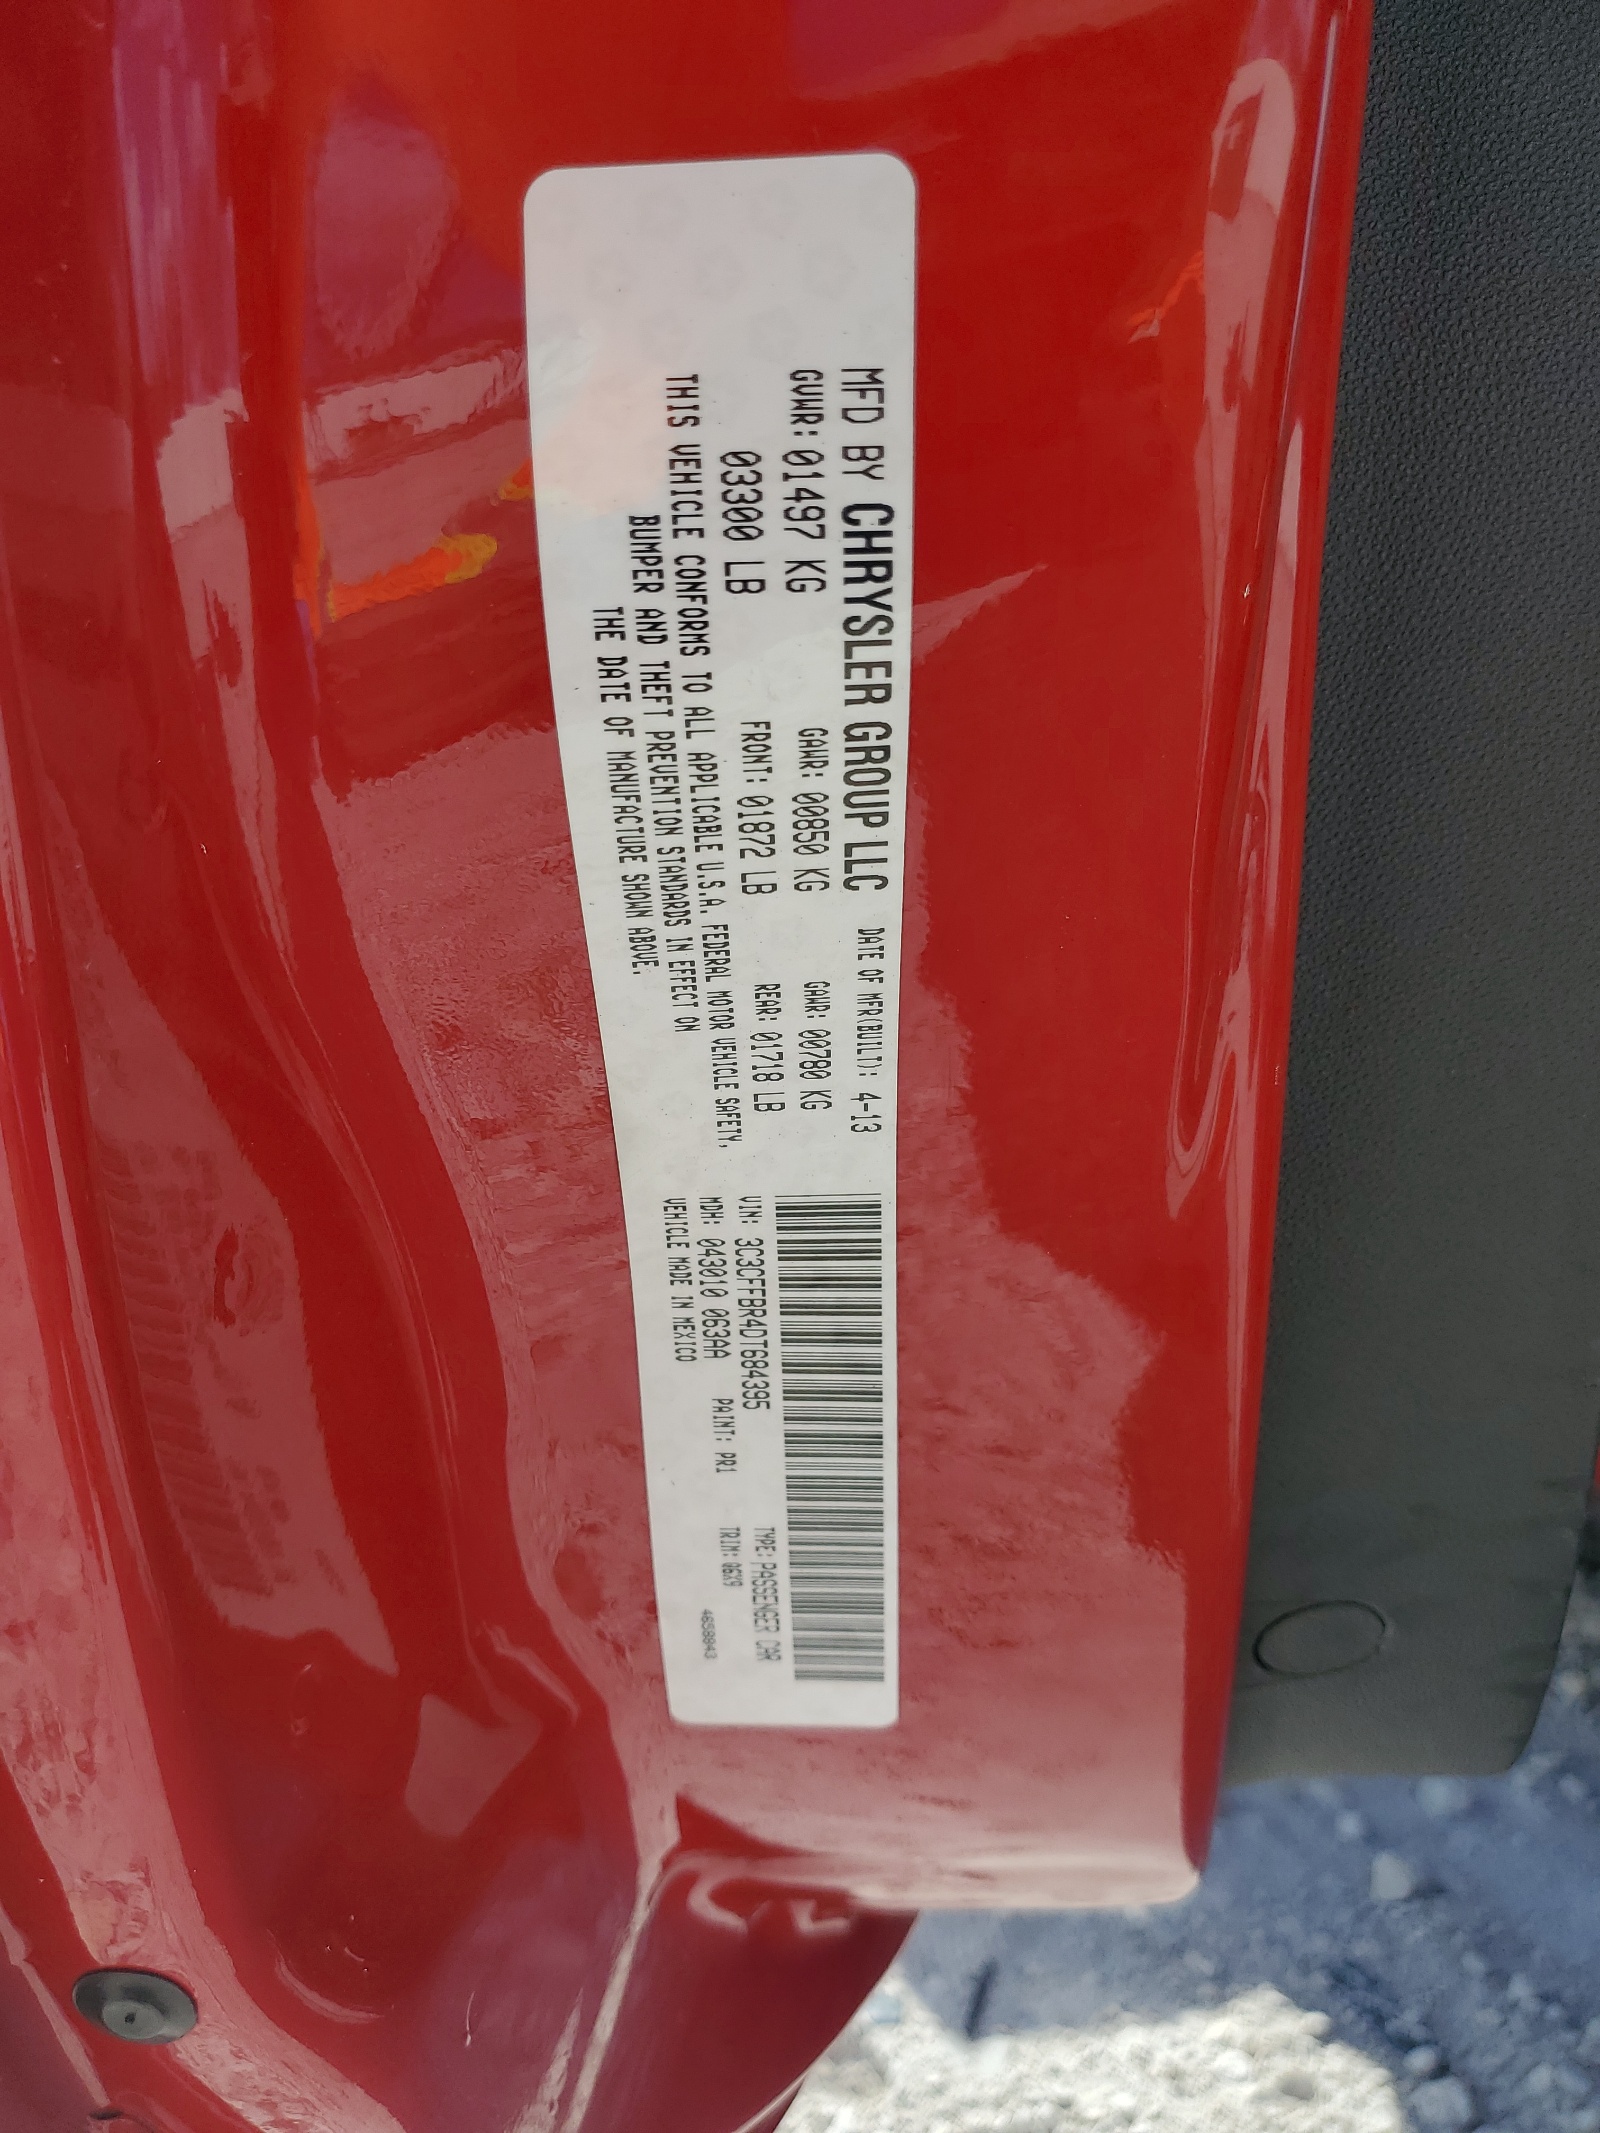 MFD BY CHRYSLER GROUP LLC DATE OF MFR(BUILT): 4-13
GVWR: 01497 KG GAWR: 00850 KG GAWR: 00780 KG
03300 LB FRONT: 01872 LB REAR: 01718 LB
THIS VEHICLE CONFORMS TO ALL APPLICABLE U.S.A. FEDERAL MOTOR VEHICLE SAFETY,
BUMPER AND THEFT PREVENTION STANDARDS IN EFFECT ON
THE DATE OF MANUFACTURE SHOWN ABOVE.
VIN: 3C3CFFBR4DT684395 TYPE: PASSENGER CAR
MDH: 043010 063AA PAINT: PR1 TRIM: Q6X9
VEHICLE MADE IN MEXICO 4658843